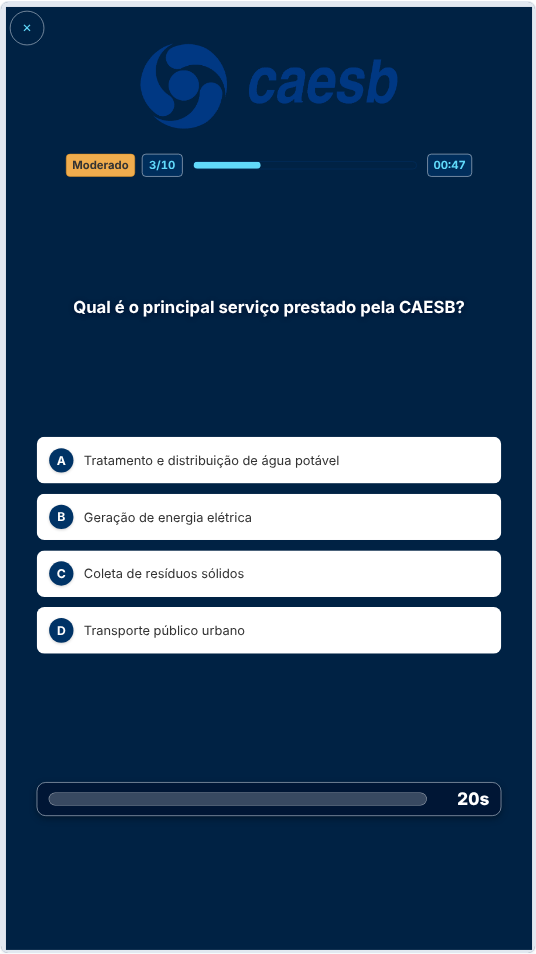 ×
caesb
Moderado 3/10 00:47
Qual é o principal serviço prestado pela CAESB?
A Tratamento e distribuição de água potável
B Geração de energia elétrica
C Coleta de resíduos sólidos
D Transporte público urbano
20s